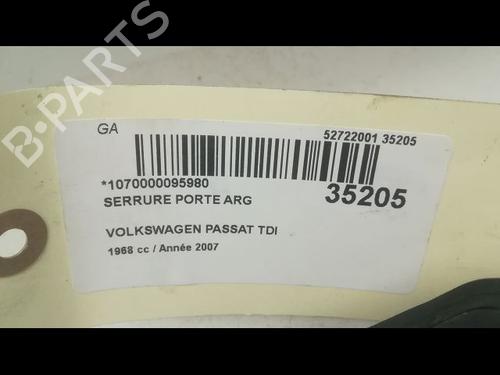 B-PARTS
GA
52722001 35205
*1070000095980
35205
SERRURE PORTE ARG
VOLKSWAGEN PASSAT TDI
1968 cc / Année 2007